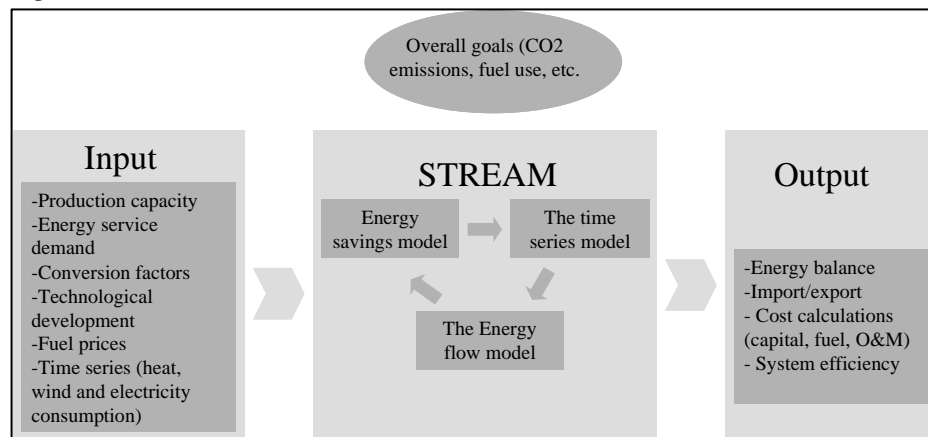 Overall goals (CO2
emissions, fuel use, etc.
Input
-Production capacity
-Energy service
demand
-Conversion factors
-Technological
development
-Fuel prices
-Time series (heat,
wind and electricity
consumption)
STREAM
Energy
savings model
The time
series model
The Energy
flow model
Output
-Energy balance
-Import/export
- Cost calculations
(capital, fuel, O&M)
- System efficiency